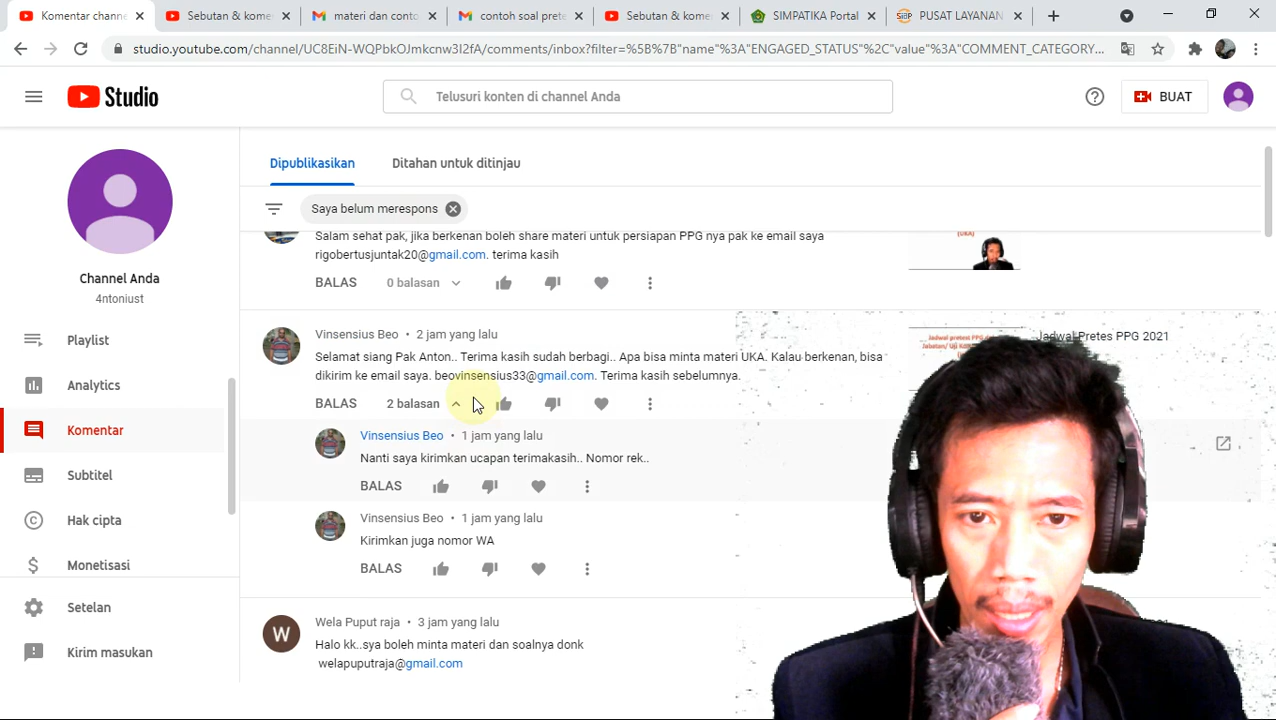 Komentar chann
Sebutan & kome
materi dan conto
contoh soal prete
Sebutan & komen
SIMPATIKA Portal
siap PUSAT LAYANAN
studio.youtube.com/channel/UC8EiN-WQPbkOJmkcnw3I2fA/comments/inbox?filter=%5B%7B"name"%3A"ENGAGED_STATUS"%2C"value"%3A"COMMENT_CATEGORY...
Studio
Telusuri konten di channel Anda
BUAT
Channel Anda
4ntoniust
Playlist
Analytics
Komentar
Subtitel
Hak cipta
Monetisasi
Setelan
Kirim masukan
Dipublikasikan
Ditahan untuk ditinjau
Saya belum merespons
Salam sehat pak, jika berkenan boleh share materi untuk persiapan PPG nya pak ke email saya
rigobertusjuntak20@gmail.com. terima kasih
(UKA)
BALAS 0 balasan
Vinsensius Beo • 2 jam yang lalu
Selamat siang Pak Anton.. Terima kasih sudah berbagi.. Apa bisa minta materi UKA. Kalau berkenan, bisa
dikirim ke email saya. beovinsensius33@gmail.com. Terima kasih sebelumnya.
Jadwal pretest PPG
Jadwal Pretes PPG 2021
BALAS 2 balasan
Vinsensius Beo • 1 jam yang lalu
Nanti saya kirimkan ucapan terimakasih.. Nomor rek..
BALAS
Vinsensius Beo • 1 jam yang lalu
Kirimkan juga nomor WA
BALAS
W
Wela Puput raja • 3 jam yang lalu
Halo kk..sya boleh minta materi dan soalnya donk
welapuputraja@gmail.com